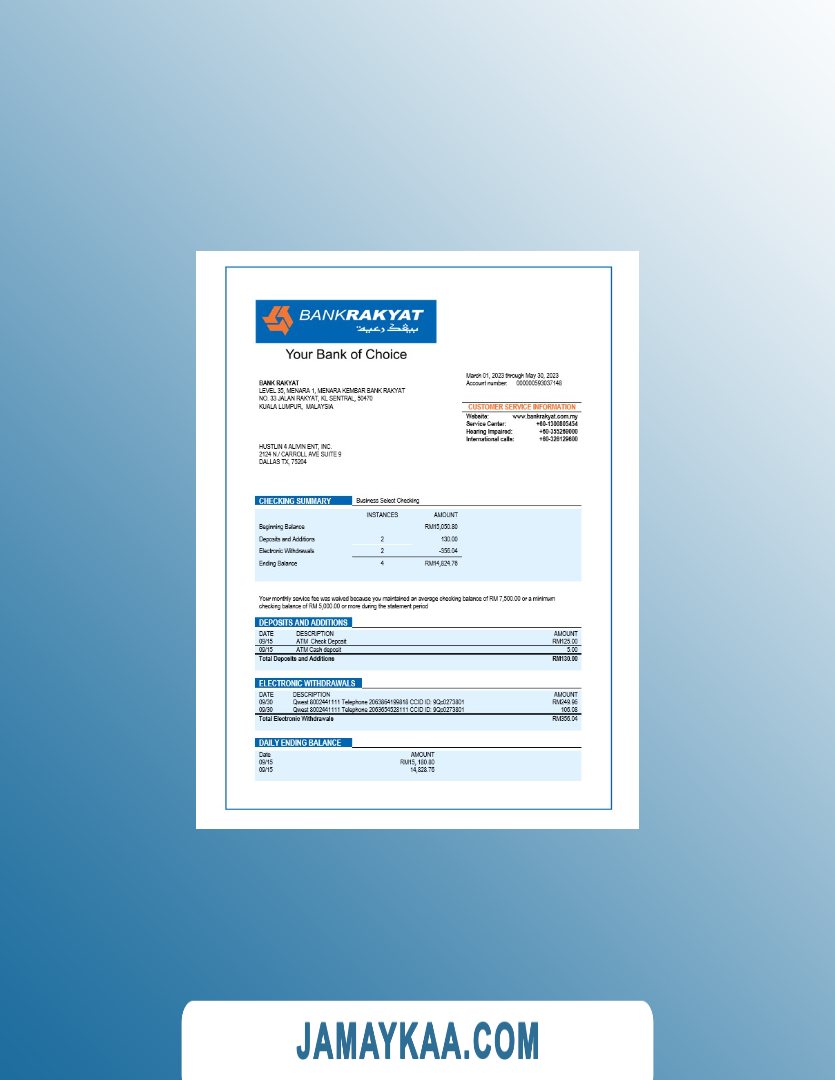 BANKRAKYAT
بيڤک رعية
Your Bank of Choice
March 01, 2023 through May 30, 2023
Account number: 000000593037148
BANK RAKYAT
LEVEL 35, MENARA 1, MENARA KEMBAR BANK RAKYAT
NO. 33 JALAN RAKYAT, KL SENTRAL, 50470
KUALA LUMPUR, MALAYSIA
CUSTOMER SERVICE INFORMATION
Website: www.bankrakyat.com.my
Service Center: +60-1300805454
Hearing Impaired: +60-355269000
International calls: +60-326129600
HUSTLIN 4 ALIVIN ENT, INC.
2124 N./ CARROLL AVE SUITE 9
DALLAS TX, 75204
CHECKING SUMMARY Business Select Checking
INSTANCES AMOUNT
Beginning Balance RM15,050.80
Deposits and Additions 2 130.00
Electronic Withdrawals 2 -356.04
Ending Balance 4 RM14,824.76
Your monthly service fee was waived because you maintained an average checking balance of RM 7,500.00 or a minimum
checking balance of RM 5,000.00 or more during the statement period
DEPOSITS AND ADDITIONS
DATE DESCRIPTION AMOUNT
09/15 ATM Check Deposit RM125.00
09/15 ATM Cash deposit 5.00
Total Deposits and Additions RM130.00
ELECTRONIC WITHDRAWALS
DATE DESCRIPTION AMOUNT
09/30 Qwest 8002441111 Telephone 2063864199818 CCID ID: 9Qc0273801 RM249.96
09/30 Qwest 8002441111 Telephone 2063654528111 CCID ID: 9Qc0273801 106.08
Total Electronic Withdrawals RM356.04
DAILY ENDING BALANCE
Date AMOUNT
09/15 RM15, 180.80
09/15 14,828.76
JAMAYKAA.COM